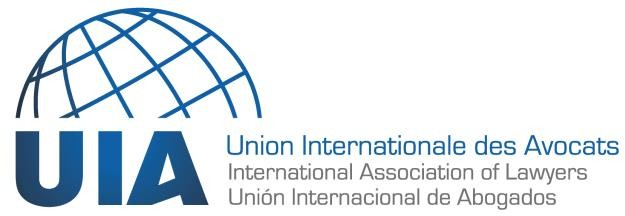 UIA
Union Internationale des Avocats
International Association of Lawyers
Unión Internacional de Abogados